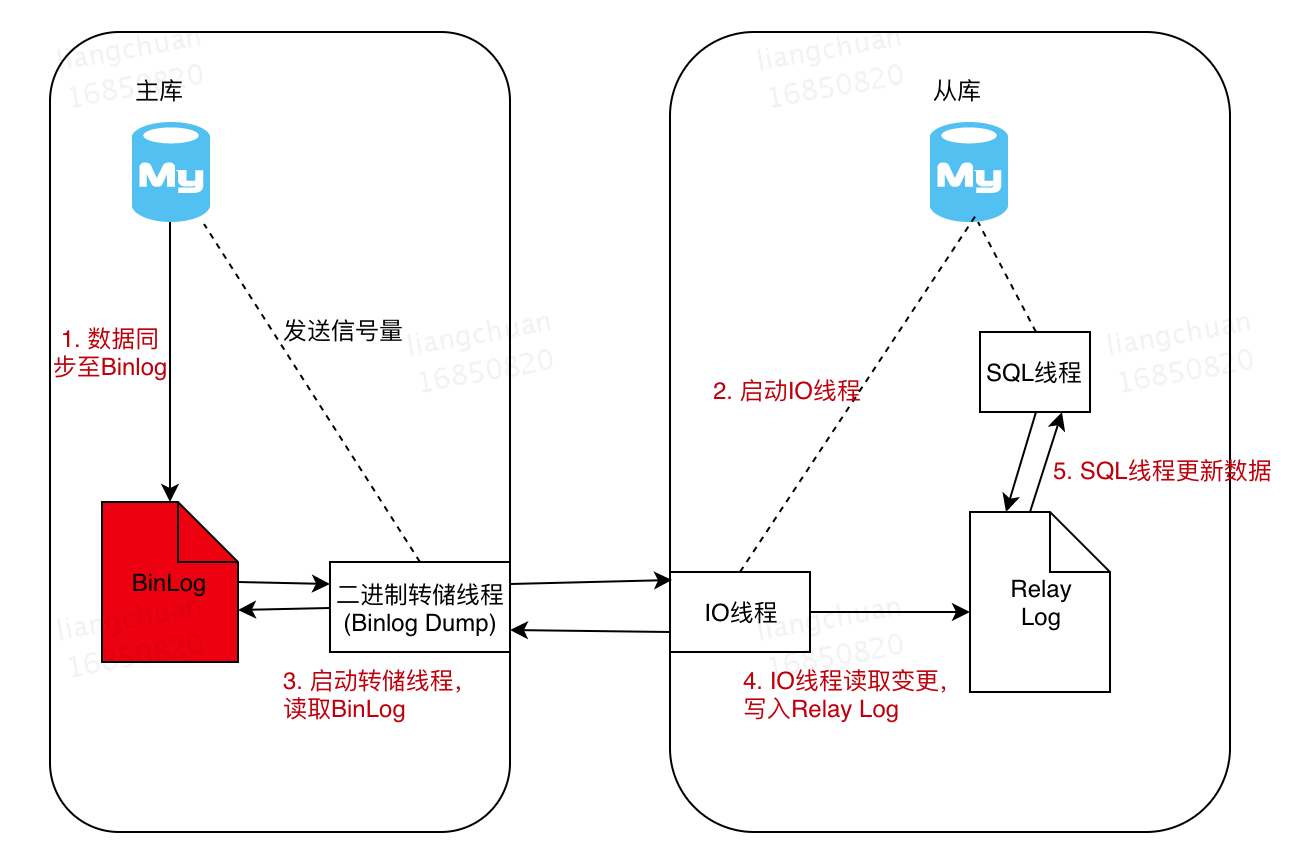 liangchuan
16850820
liangchuan
16850820
主库
从库
My
My
发送信号量
liangchuan
16850820
liangchuan
16850820
1. 数据同
步至Binlog
2. 启动IO线程
SQL线程
5. SQL线程更新数据
BinLog
二进制转储线程
(Binlog Dump)
IO线程
Relay
Log
liangchuan
16850820
liangchuan
16850820
3. 启动转储线程，
读取BinLog
4. IO线程读取变更，
写入Relay Log